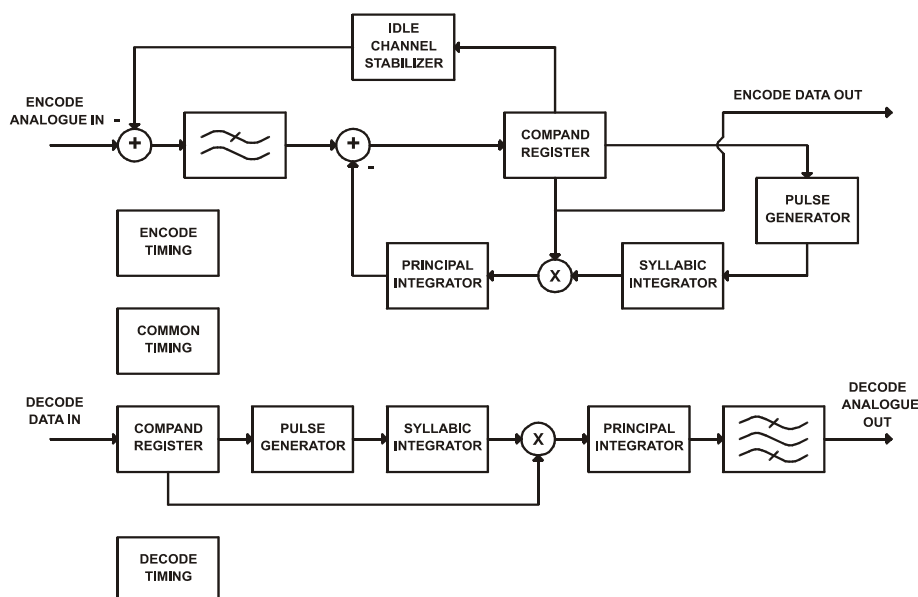 IDLE
CHANNEL
STABILIZER
ENCODE
ANALOGUE IN
-
+
+
-
COMPAND
REGISTER
ENCODE DATA OUT
PULSE
GENERATOR
ENCODE
TIMING
PRINCIPAL
INTEGRATOR
X
SYLLABIC
INTEGRATOR
COMMON
TIMING
DECODE
DATA IN
COMPAND
REGISTER
PULSE
GENERATOR
SYLLABIC
INTEGRATOR
X
PRINCIPAL
INTEGRATOR
DECODE
ANALOGUE
OUT
DECODE
TIMING